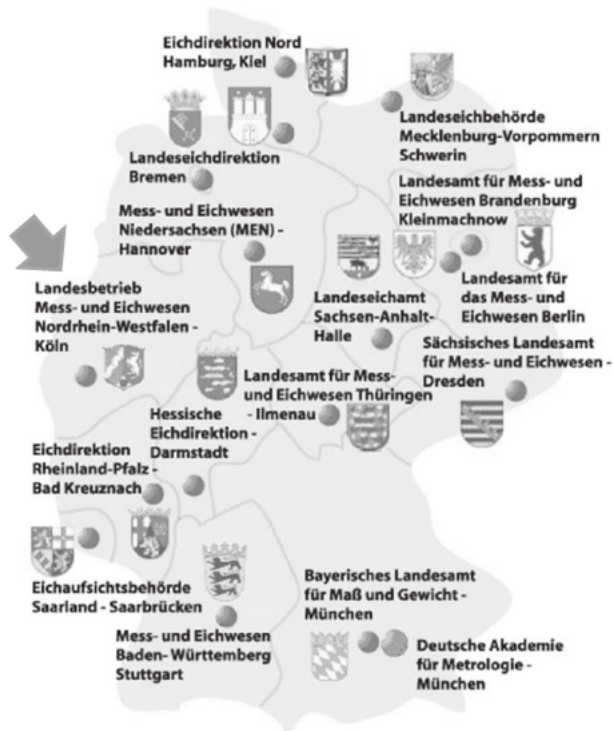 Eichdirektion Nord
Hamburg, Kiel
Landeseichbehörde
Mecklenburg-Vorpommern
Schwerin
Landeseichdirektion
Bremen
Landesamt für Mess- und
Eichwesen Brandenburg
Kleinmachnow
Mess- und Eichwesen
Niedersachsen (MEN) -
Hannover
Landesamt für
das Mess- und
Eichwesen Berlin
Landesbetrieb
Mess- und Eichwesen
Nordrhein-Westfalen -
Köln
Landeseichamt
Sachsen-Anhalt-
Halle
Sächsisches Landesamt
für Mess- und Eichwesen -
Dresden
Landesamt für Mess-
und Eichwesen Thüringen
- Ilmenau
Hessische
Eichdirektion -
Darmstadt
Eichdirektion
Rheinland-Pfalz -
Bad Kreuznach
Eichaufsichtsbehörde
Saarland - Saarbrücken
Mess- und Eichwesen
Baden- Württemberg
Stuttgart
Bayerisches Landesamt
für Maß und Gewicht -
München
Deutsche Akademie
für Metrologie -
München